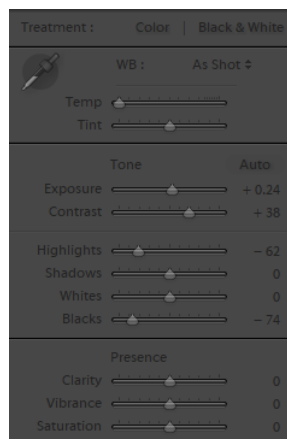 Treatment : Color | Black & White
WB : As Shot
Temp
Tint
Tone Auto
Exposure + 0.24
Contrast + 38
Highlights − 62
Shadows 0
Whites 0
Blacks − 74
Presence
Clarity 0
Vibrance 0
Saturation 0